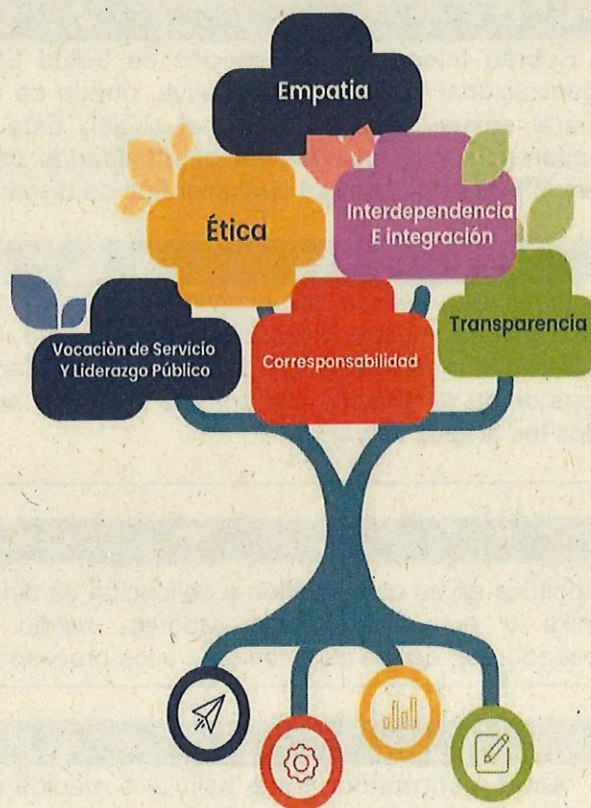 Empatia
Ética
Interdependencia
E integración
Vocaciòn de Servicio
Y Liderazgo Público
Corresponsabilidad
Transparencia